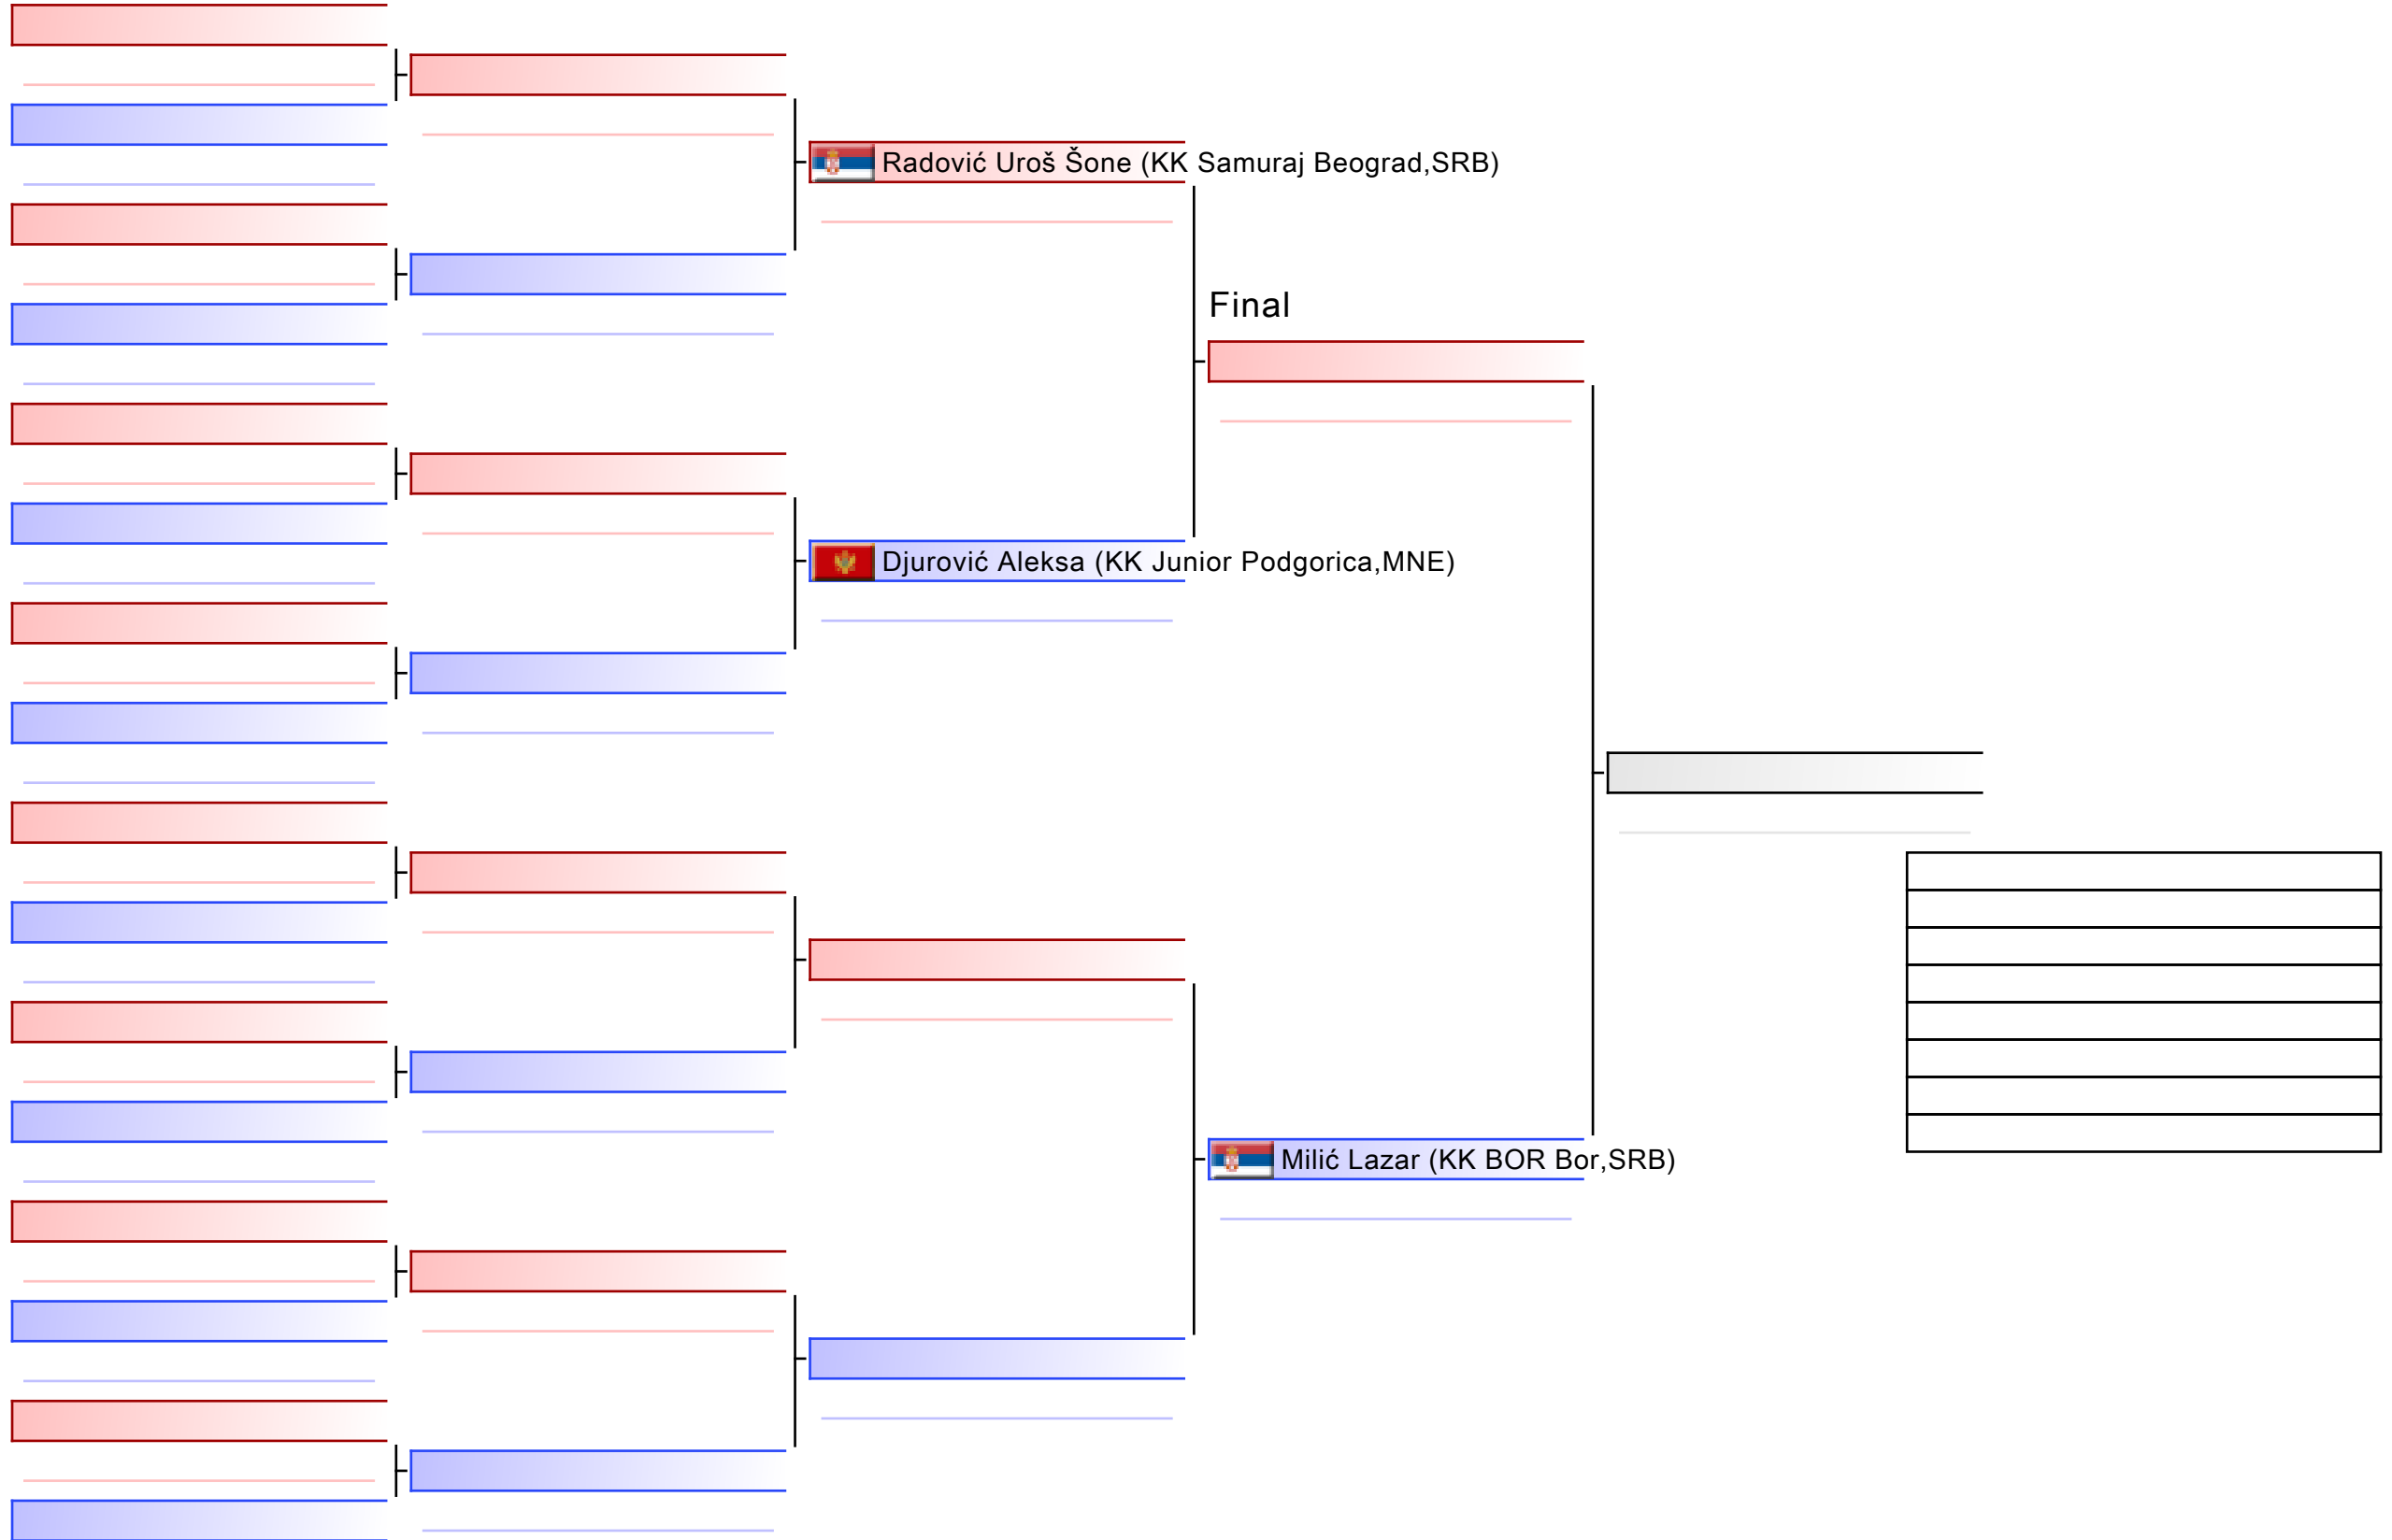 Radović Uroš Šone (KK Samuraj Beograd,SRB)
Final
Djurović Aleksa (KK Junior Podgorica,MNE)
Milić Lazar (KK BOR Bor,SRB)